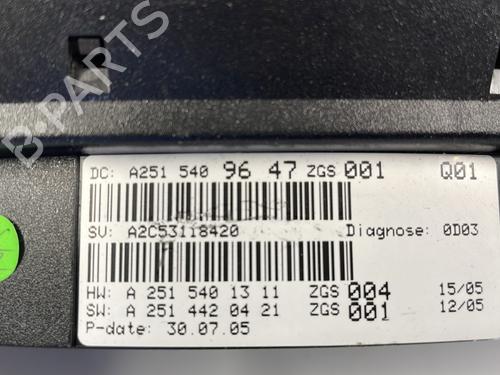 B-PARTS
DC: A251 540 96 47 ZGS 001 Q01
SV: A2C53118420 Diagnose: 0D03
HW: A 251 540 13 11 ZGS 004 15/05
SW: A 251 442 04 21 ZGS 001 12/05
P-date: 30.07.05